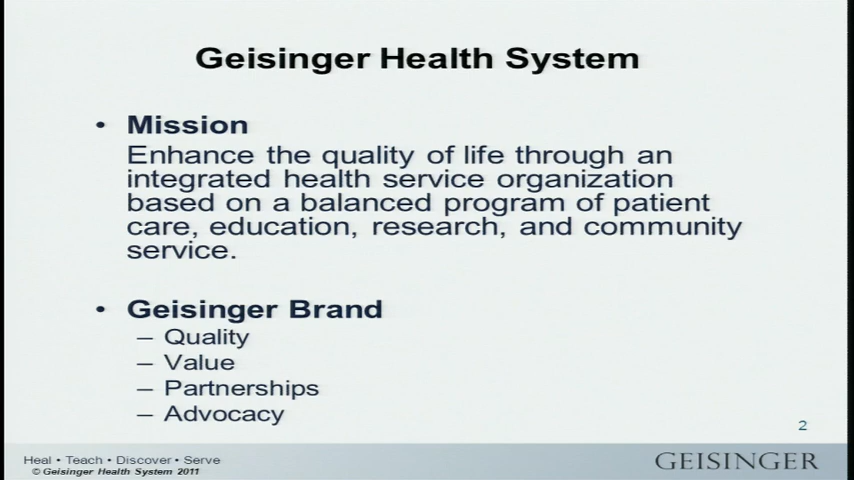 Geisinger Health System
• Mission
Enhance the quality of life through an
integrated health service organization
based on a balanced program of patient
care, education, research, and community
service.
• Geisinger Brand
– Quality
– Value
– Partnerships
– Advocacy
2
Heal • Teach • Discover • Serve
© Geisinger Health System 2011
GEISINGER